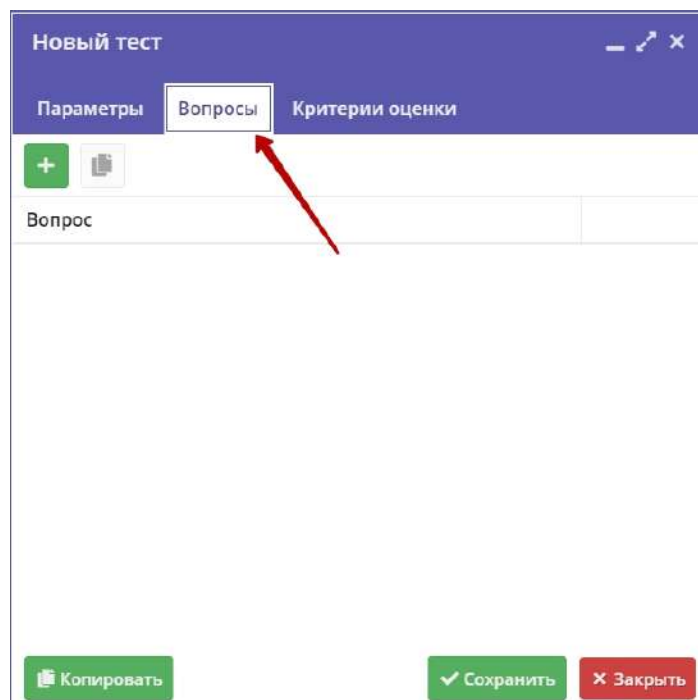 Новый тест
Параметры Вопросы Критерии оценки
Вопрос
Копировать Сохранить Закрыть